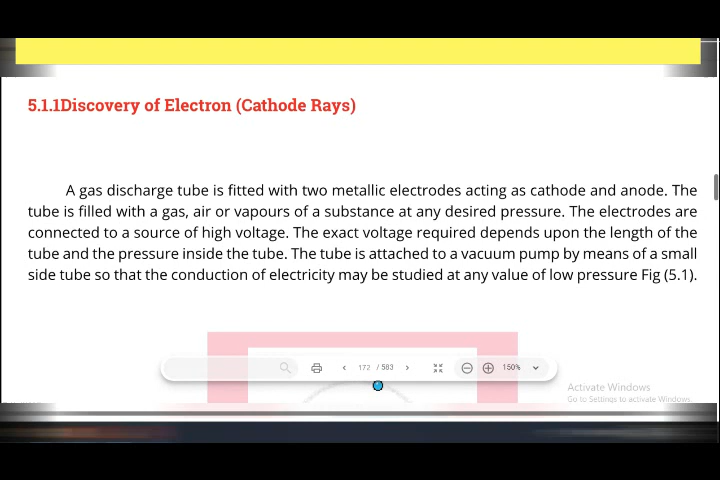 5.1.1Discovery of Electron (Cathode Rays)
A gas discharge tube is fitted with two metallic electrodes acting as cathode and anode. The
tube is filled with a gas, air or vapours of a substance at any desired pressure. The electrodes are
connected to a source of high voltage. The exact voltage required depends upon the length of the
tube and the pressure inside the tube. The tube is attached to a vacuum pump by means of a small
side tube so that the conduction of electricity may be studied at any value of low pressure Fig (5.1).
172 / 583
150%
Activate Windows
Go to Settings to activate Windows.